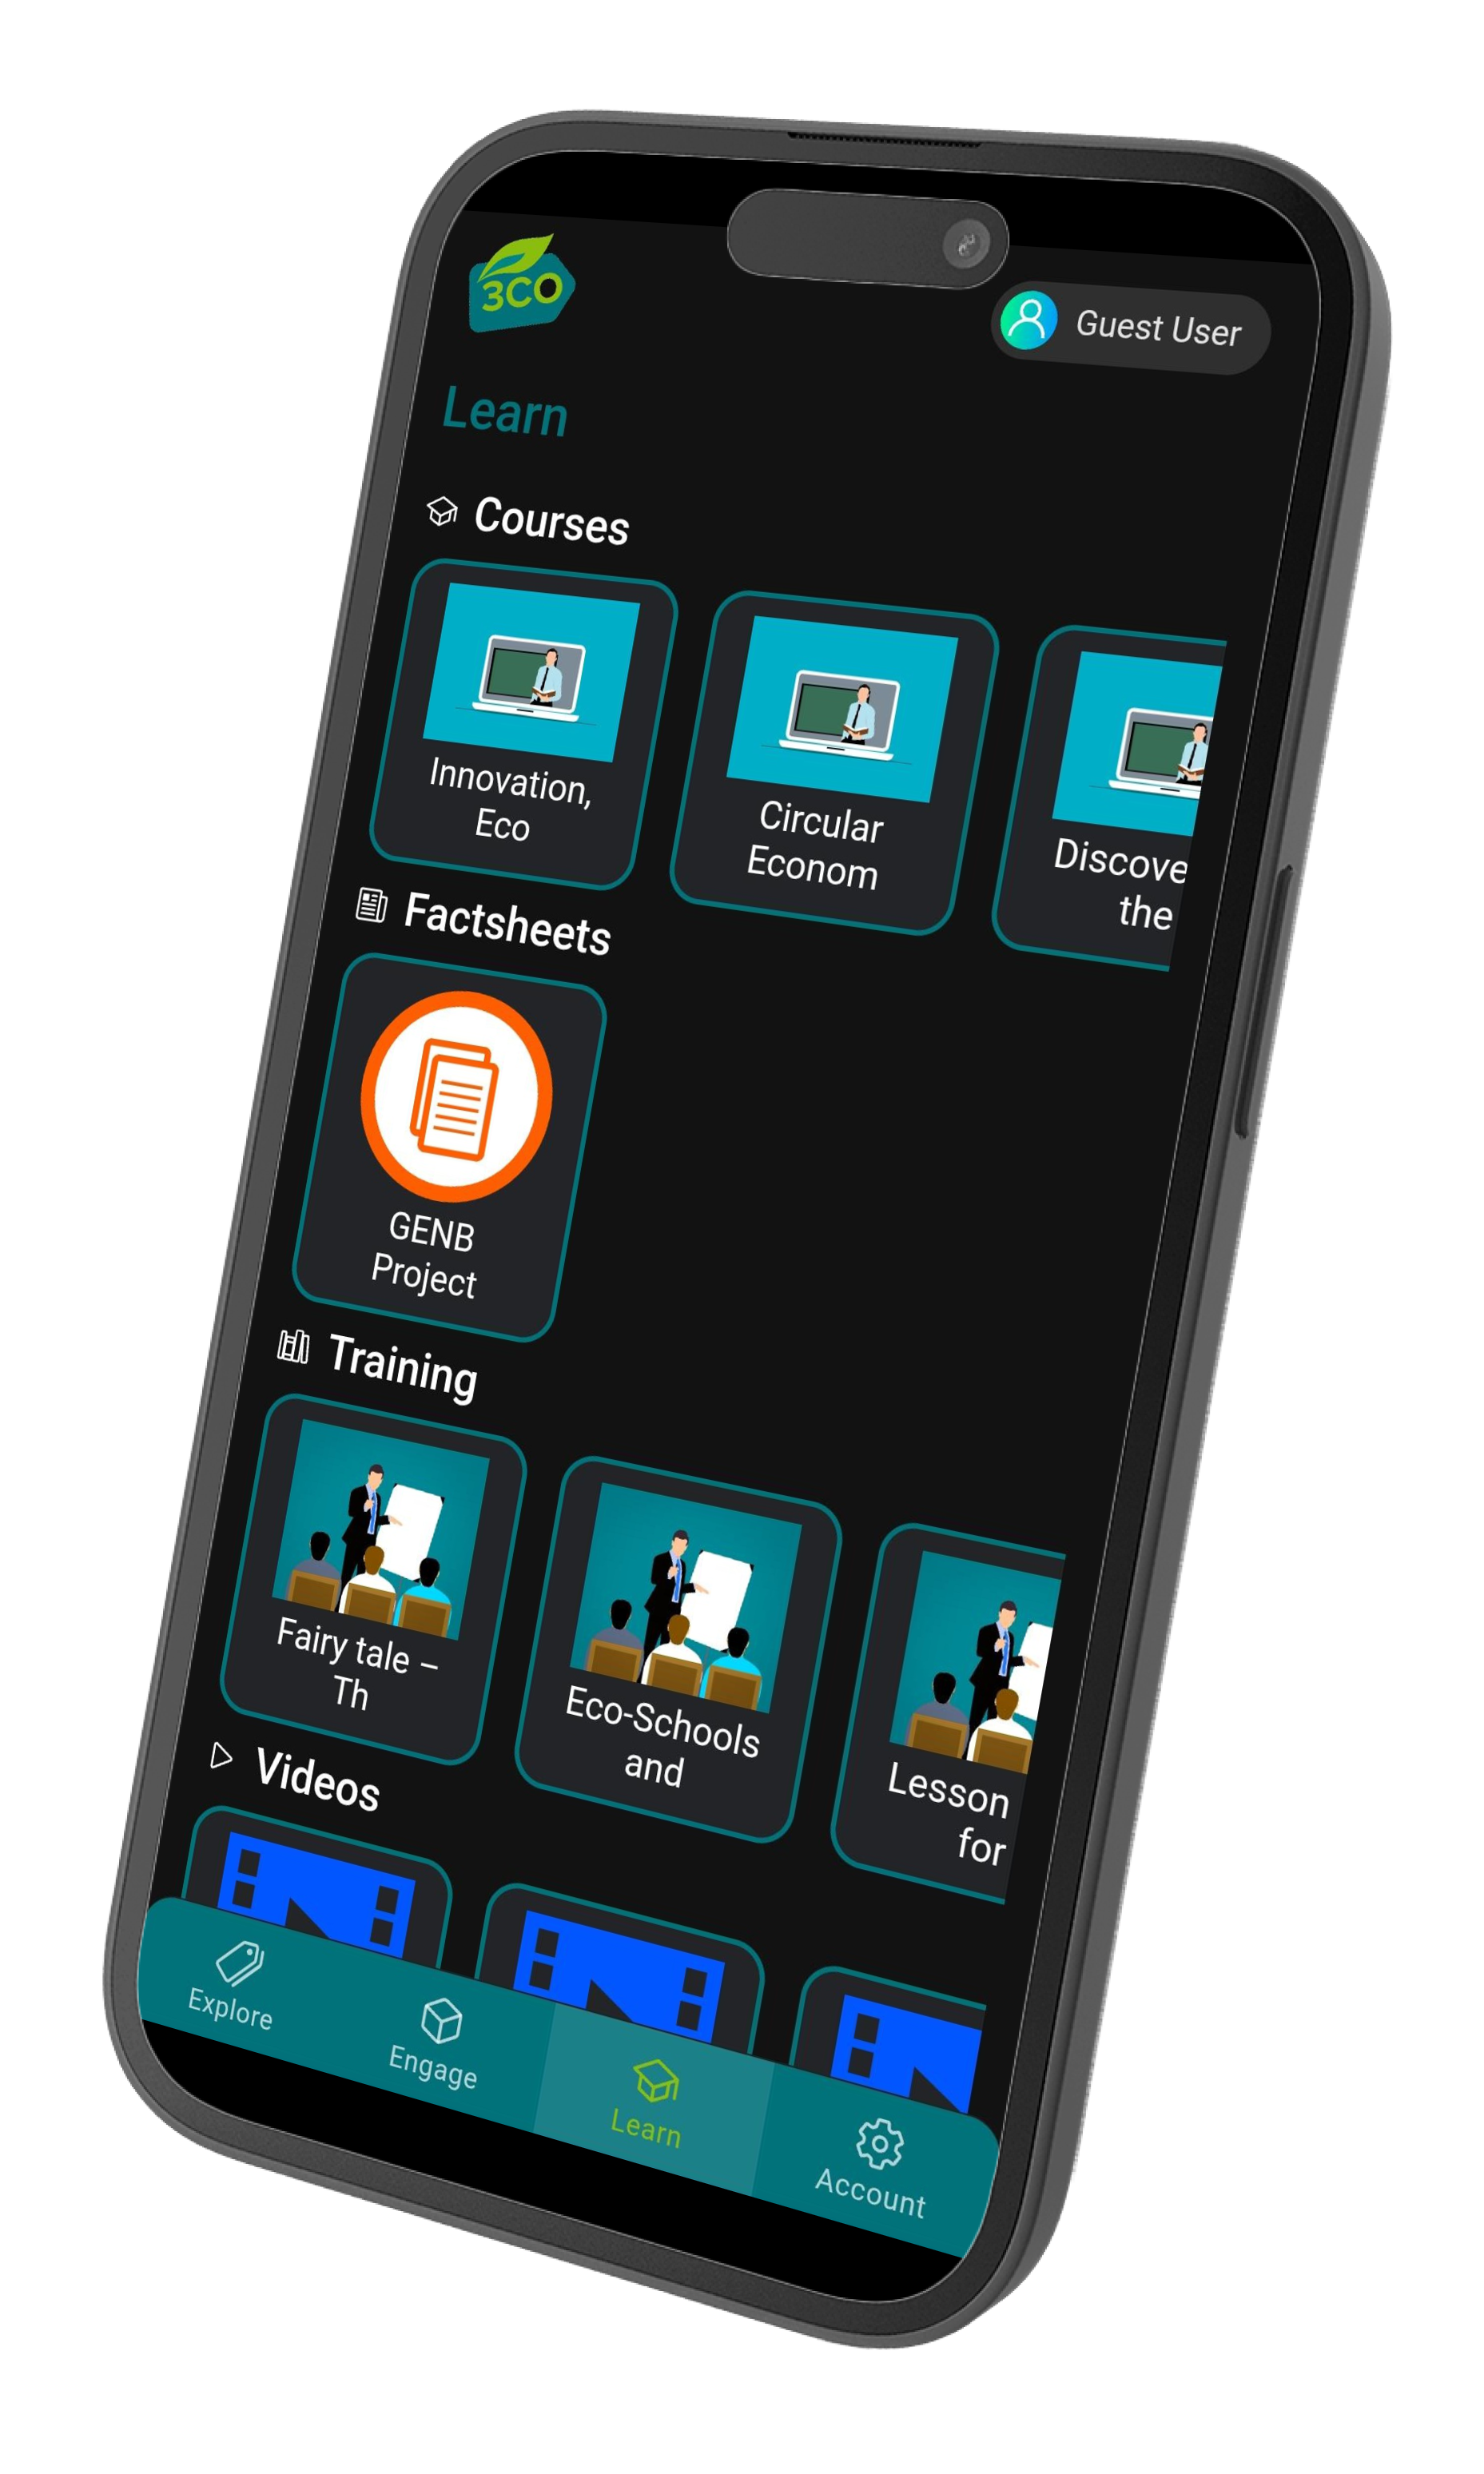 3CO
Guest User
Learn
Courses
Innovation,
Eco
Circular
Econom
Discove
the
Factsheets
GENB
Project
Training
Fairy tale –
Th
Eco-Schools
and
Lesson
for
Videos
Explore
Engage
Learn
Account